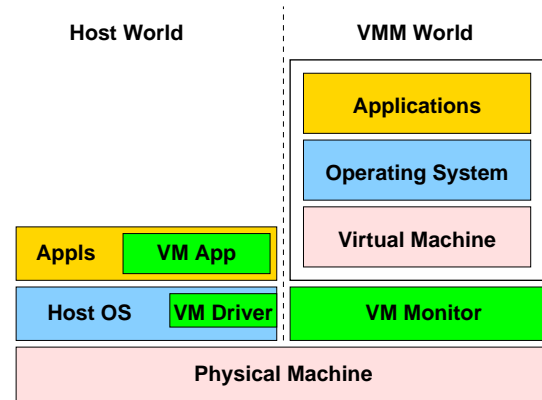 Host World
VMM World
Applications
Operating System
Virtual Machine
Appls
VM App
Host OS
VM Driver
VM Monitor
Physical Machine